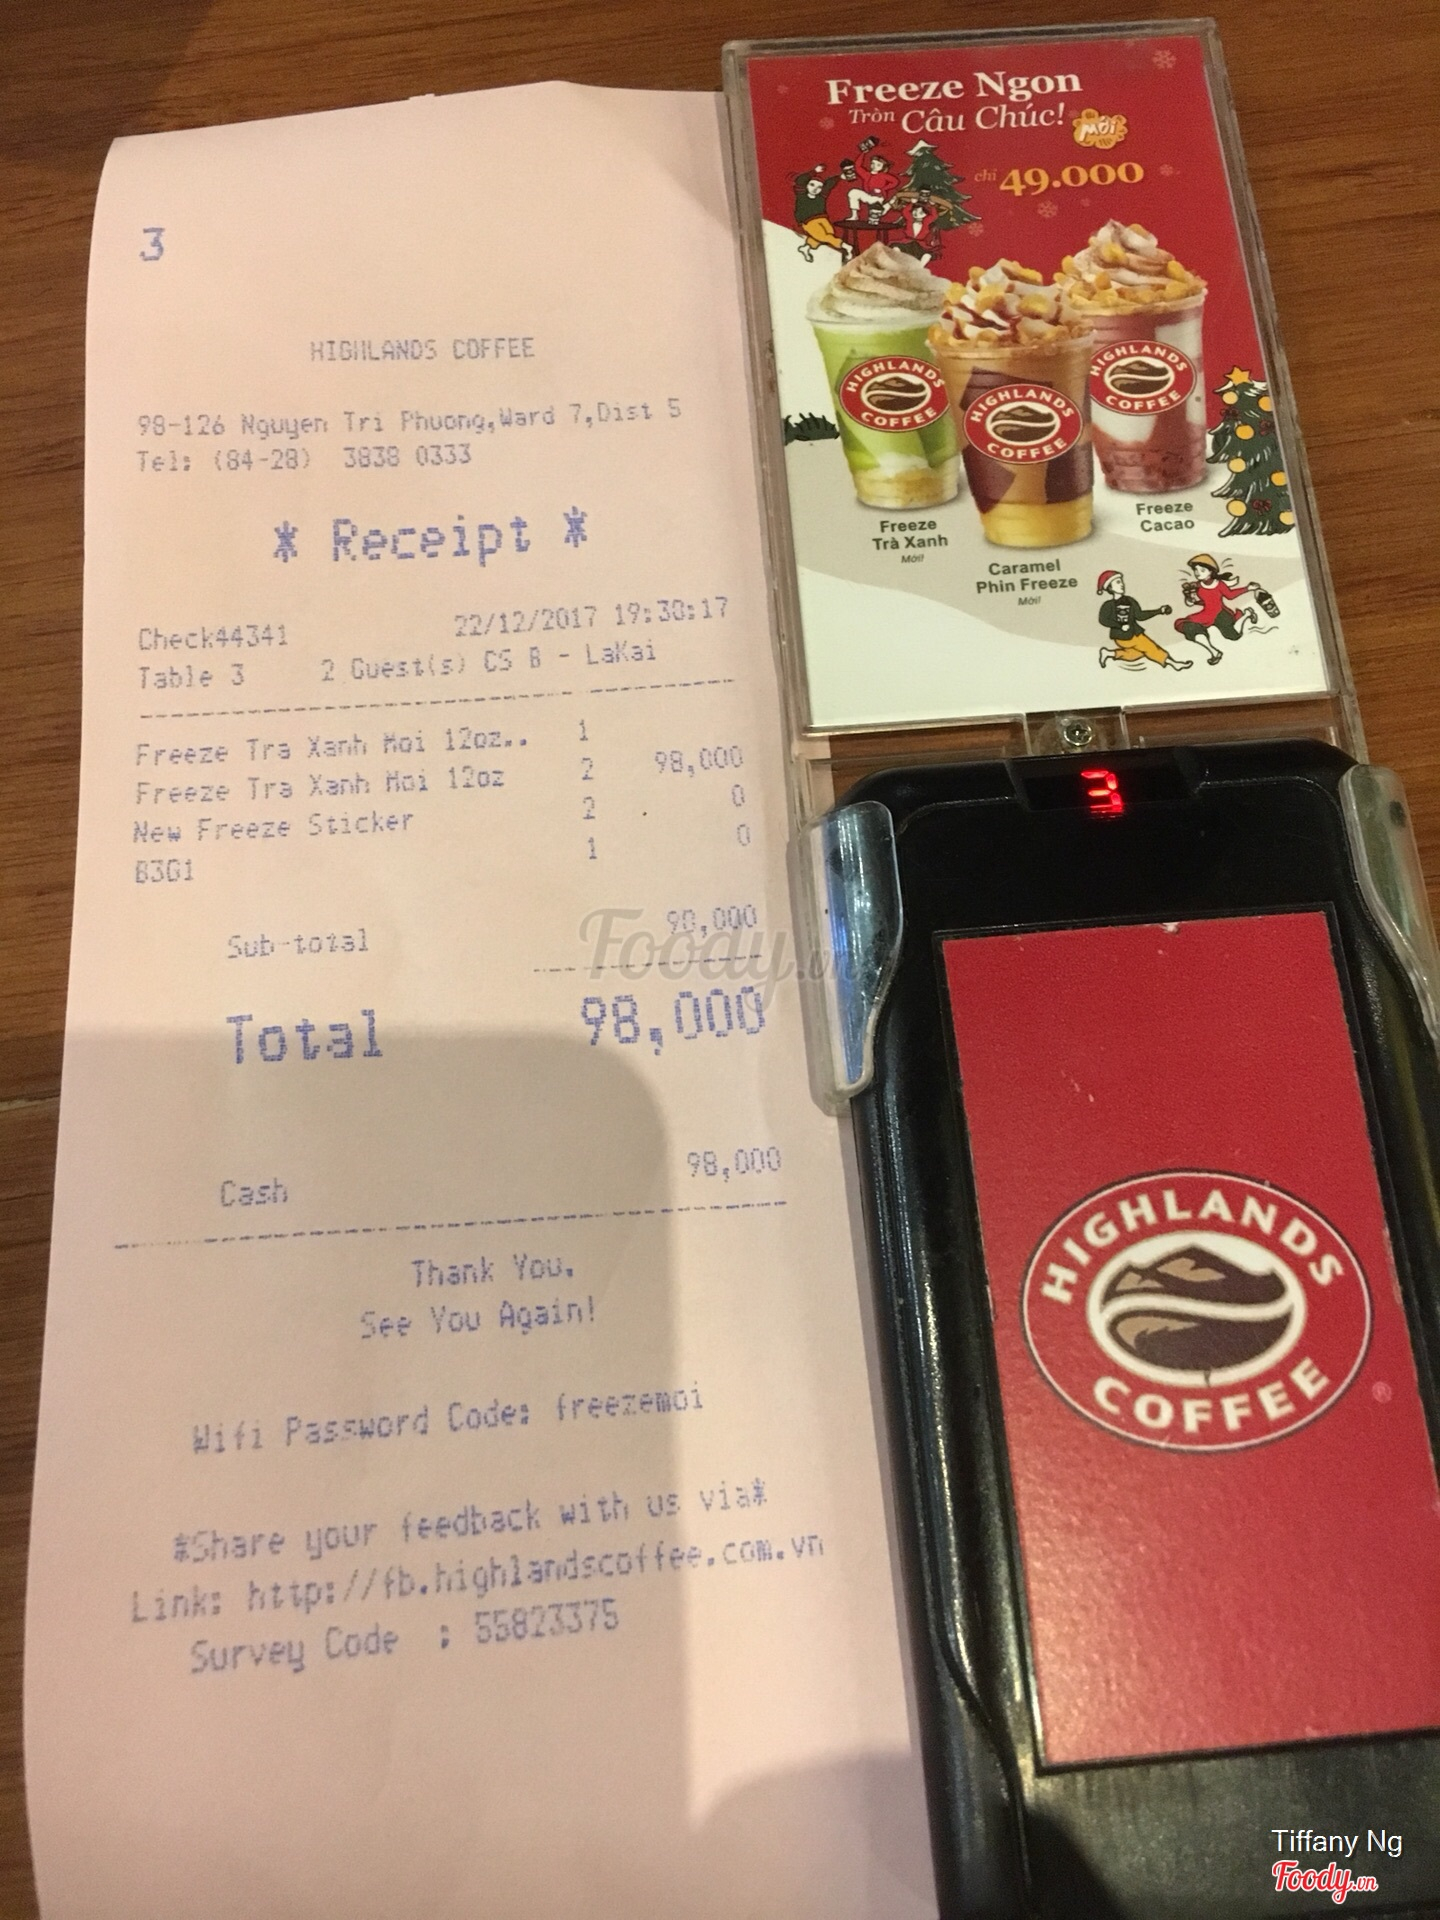 3
HIGHLANDS COFFEE
98-126 Nguyen Tri Phuong,Ward 7,Dist 5
Tel: (84-28) 3838 0333
* Receipt *
Check44341 22/12/2017 19:30:17
Table 3 2 Guest(s) CS B - LaKai
Freeze Tra Xanh Moi 12oz.. 1
Freeze Tra Xanh Moi 12oz 2 98,000
New Freeze Sticker 2 0
B3G1 1 0
Sub-total 98,000
Total 98,000
Cash 98,000
Thank You.
See You Again!
Wifi Password Code: freezemoi
*Share your feedback with us via*
Link: http://fb.highlandscoffee.com.vn
Survey Code : 55823375
Freeze Ngon
Tròn Câu Chúc!
Mới
chỉ 49.000
HIGHLANDS
COFFEE
HIGHLANDS
COFFEE
HIGHLANDS
COFFEE
Freeze
Trà Xanh
Mới!
Caramel
Phin Freeze
Mới!
Freeze
Cacao
3
HIGHLANDS
COFFEE
®
Foody.vn
Tiffany Ng
Foody.vn